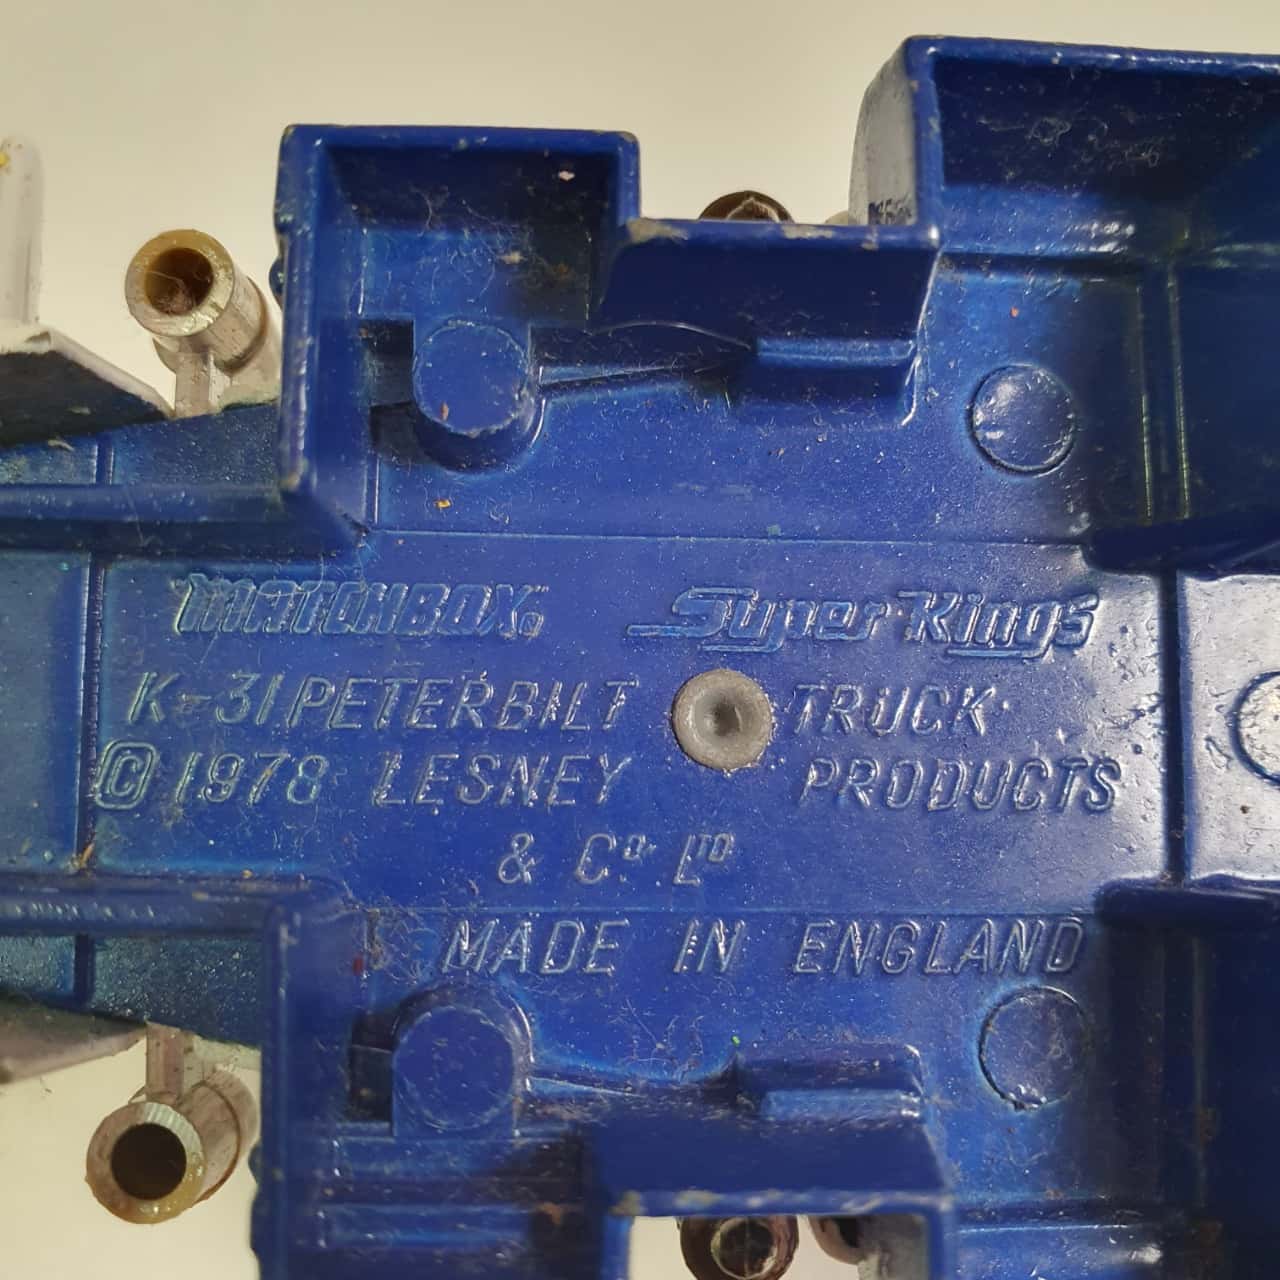 "MATCHBOX"® Super Kings
K-31 PETERBILT TRUCK
© 1978 LESNEY PRODUCTS
& Cº Lᵀᴰ
MADE IN ENGLAND